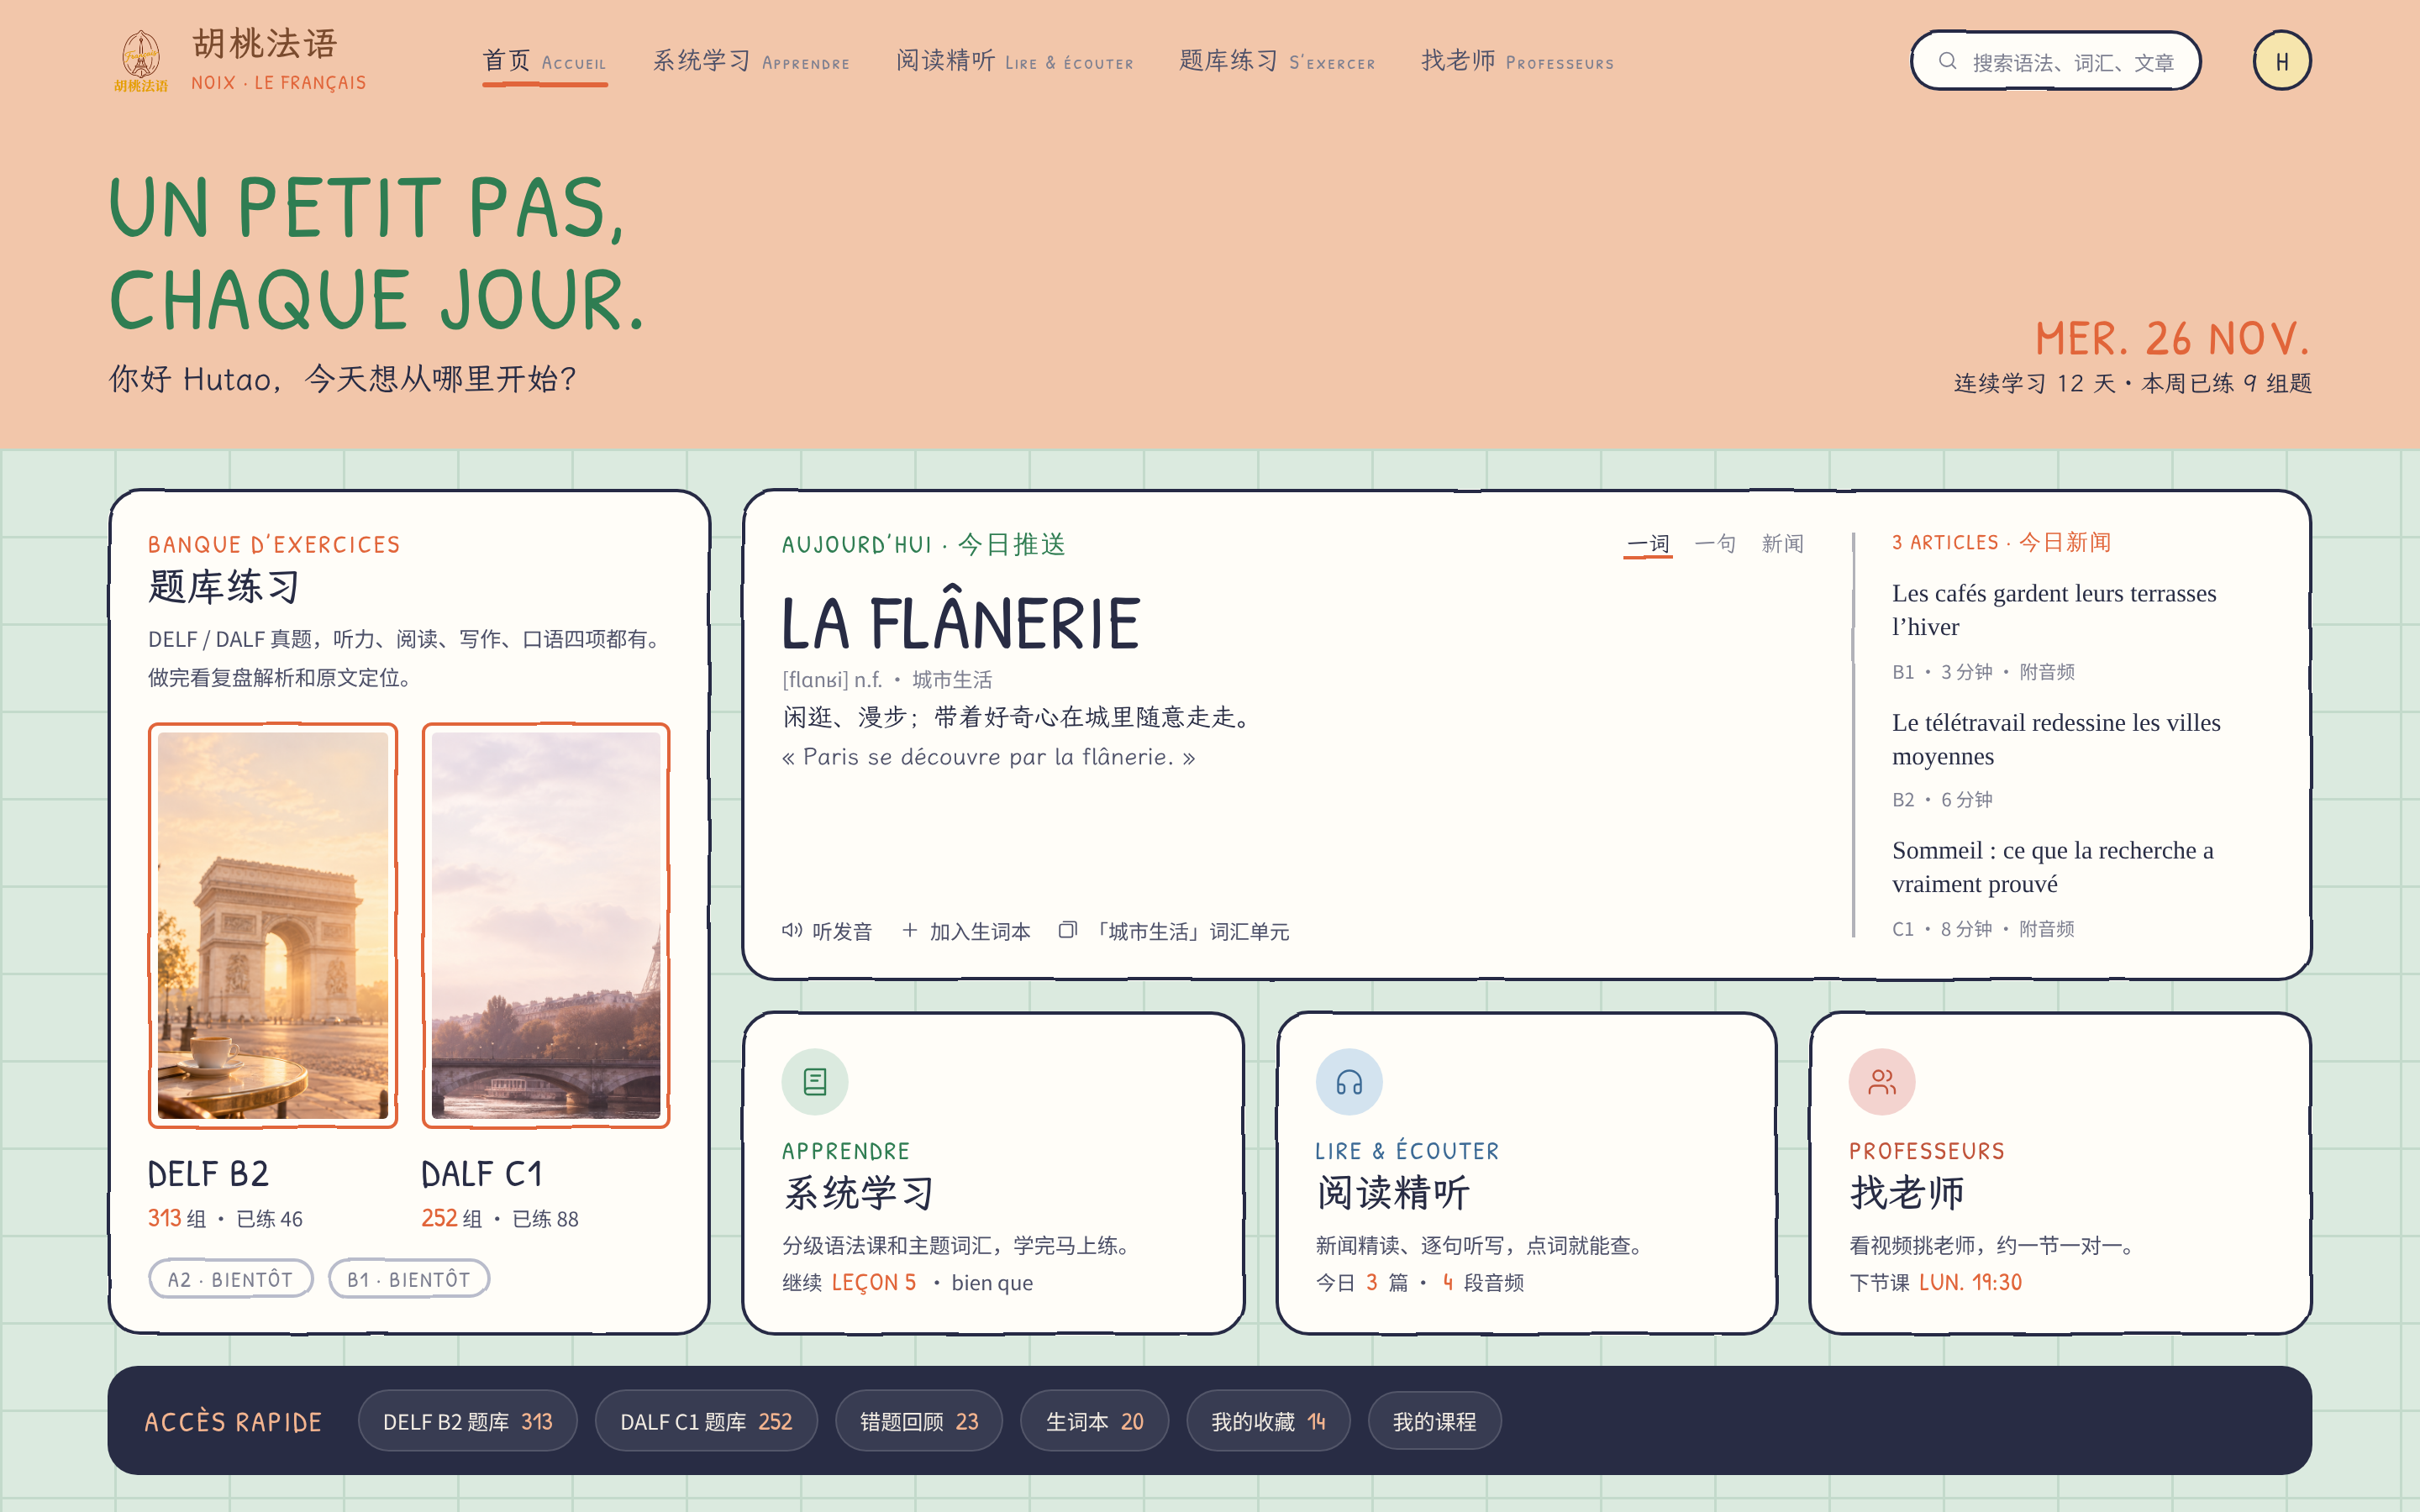 Français
胡桃法语
胡桃法语
NOIX · LE FRANÇAIS
首页 ACCUEIL
系统学习 APPRENDRE
阅读精听 LIRE & ÉCOUTER
题库练习 S'EXERCER
找老师 PROFESSEURS
搜索语法、词汇、文章
H
UN PETIT PAS,
CHAQUE JOUR.
你好 Hutao，今天想从哪里开始？
MER. 26 NOV.
连续学习 12 天 · 本周已练 9 组题
BANQUE D'EXERCICES
题库练习
DELF / DALF 真题，听力、阅读、写作、口语四项都有。
做完看复盘解析和原文定位。
DELF B2
313 组 · 已练 46
DALF C1
252 组 · 已练 88
A2 · BIENTÔT
B1 · BIENTÔT
AUJOURD'HUI · 今日推送
一词 一句 新闻
LA FLÂNERIE
[flɑnʁi] n.f. · 城市生活
闲逛、漫步；带着好奇心在城里随意走走。
« Paris se découvre par la flânerie. »
听发音
加入生词本
「城市生活」词汇单元
3 ARTICLES · 今日新闻
Les cafés gardent leurs terrasses
l’hiver
B1 · 3 分钟 · 附音频
Le télétravail redessine les villes
moyennes
B2 · 6 分钟
Sommeil : ce que la recherche a
vraiment prouvé
C1 · 8 分钟 · 附音频
APPRENDRE
系统学习
分级语法课和主题词汇，学完马上练。
继续 LEÇON 5 · bien que
LIRE & ÉCOUTER
阅读精听
新闻精读、逐句听写，点词就能查。
今日 3 篇 · 4 段音频
PROFESSEURS
找老师
看视频挑老师，约一节一对一。
下节课 LUN. 19:30
ACCÈS RAPIDE
DELF B2 题库 313
DALF C1 题库 252
错题回顾 23
生词本 20
我的收藏 14
我的课程